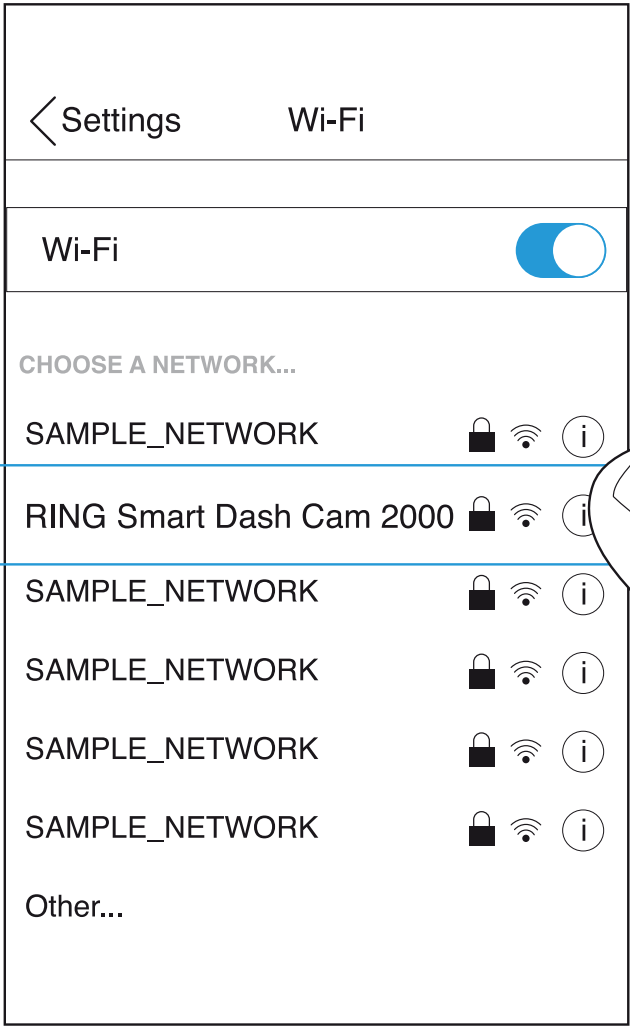 Settings Wi-Fi
Wi-Fi
CHOOSE A NETWORK...
SAMPLE_NETWORK i
RING Smart Dash Cam 2000 i
SAMPLE_NETWORK i
SAMPLE_NETWORK i
SAMPLE_NETWORK i
SAMPLE_NETWORK i
Other...